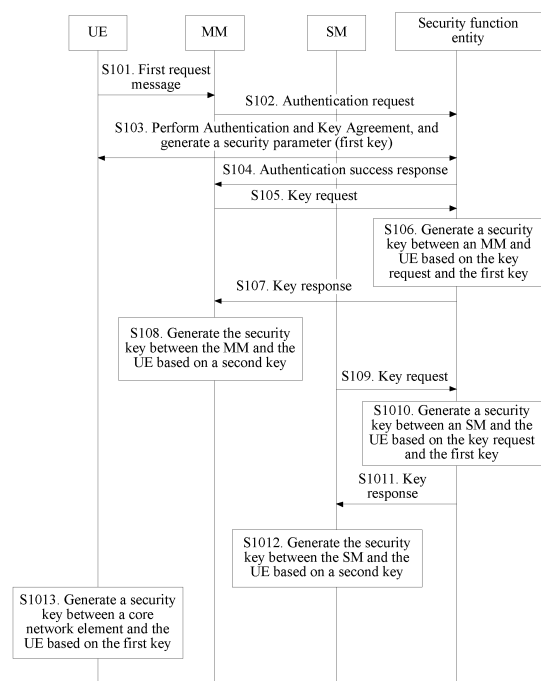 UE
MM
SM
Security function
entity
S101. First request
message
S102. Authentication request
S103. Perform Authentication and Key Agreement, and
generate a security parameter (first key)
S104. Authentication success response
S105. Key request
S106. Generate a security
key between an MM and
UE based on the key
request and the first key
S107. Key response
S108. Generate the security
key between the MM and the
UE based on a second key
S109. Key request
S1010. Generate a security
key between an SM and the
UE based on the key request
and the first key
S1011. Key
response
S1012. Generate the security
key between the SM and the
UE based on a second key
S1013. Generate a security
key between a core
network element and the
UE based on the first key